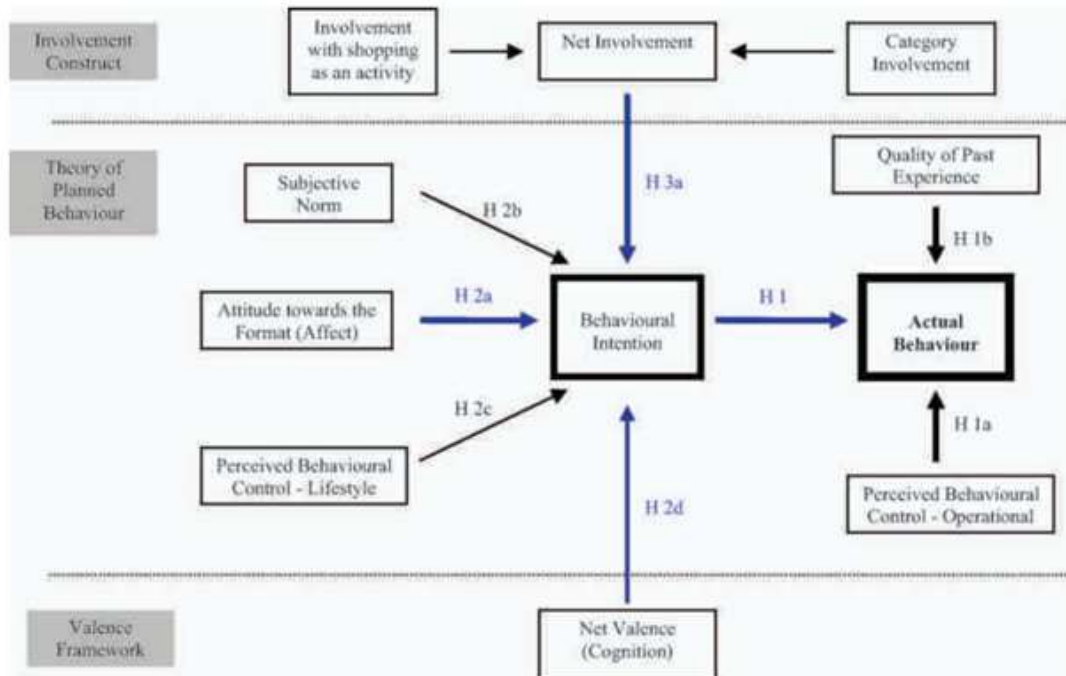 Involvement
Construct
Involvement
with shopping
as an activity
Net Involvement
Category
Involvement
Theory of
Planned
Behaviour
Subjective
Norm
H 2b
H 3a
Quality of Past
Experience
H 1b
Attitude towards the
Format (Affect)
H 2a
Behavioural
Intention
H 1
Actual
Behaviour
H 2c
H 1a
Perceived Behavioural
Control - Lifestyle
H 2d
Perceived Behavioural
Control - Operational
Valence
Framework
Net Valence
(Cognition)